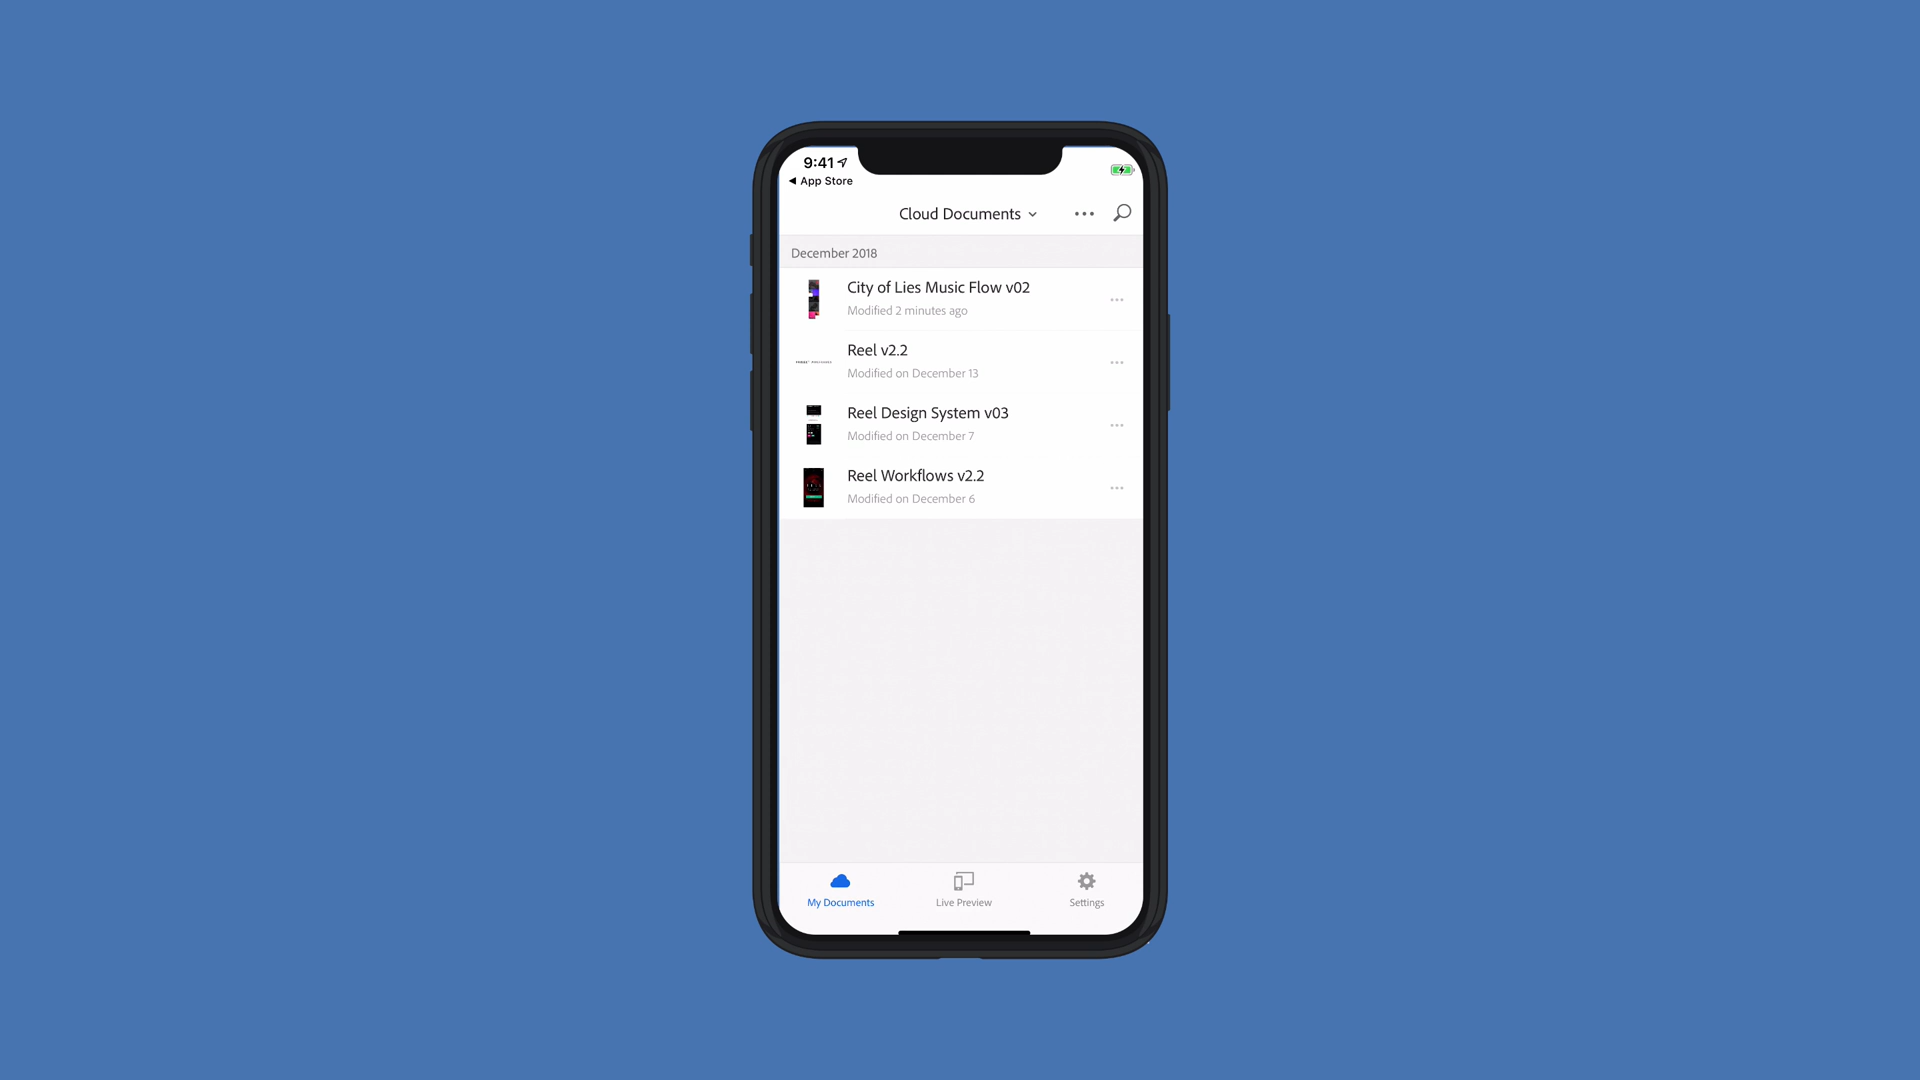 9:41
App Store
Cloud Documents
December 2018
City of Lies Music Flow v02
Modified 2 minutes ago
Reel v2.2
Modified on December 13
Reel Design System v03
Modified on December 7
Reel Workflows v2.2
Modified on December 6
My Documents
Live Preview
Settings